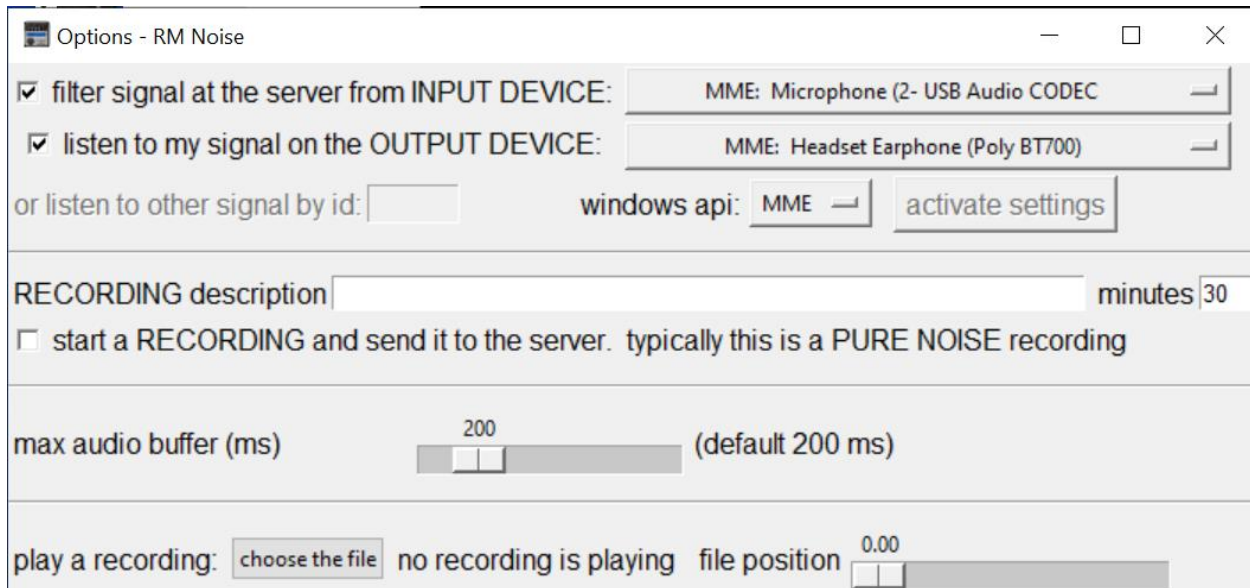 Options - RM Noise
filter signal at the server from INPUT DEVICE: MME: Microphone (2- USB Audio CODEC
listen to my signal on the OUTPUT DEVICE: MME: Headset Earphone (Poly BT700)
or listen to other signal by id: windows api: MME activate settings
RECORDING description minutes 30
start a RECORDING and send it to the server. typically this is a PURE NOISE recording
200
max audio buffer (ms) (default 200 ms)
0.00
play a recording: choose the file no recording is playing file position